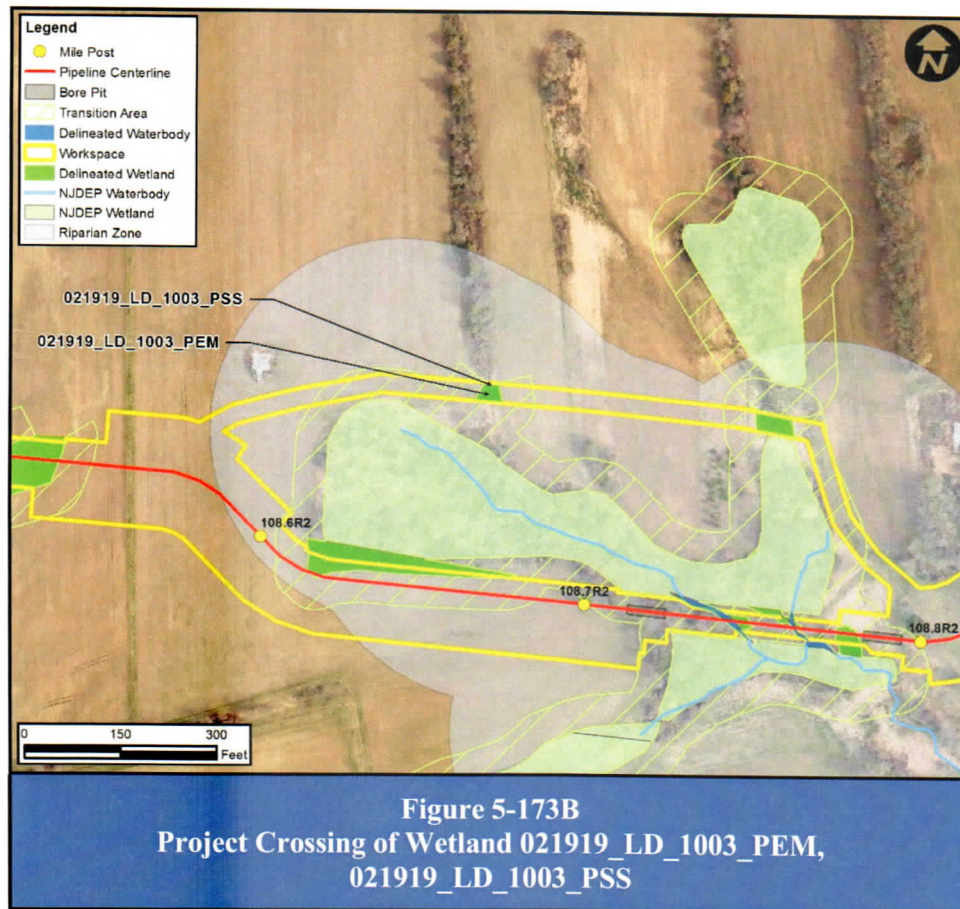 Legend
Mile Post
Pipeline Centerline
Bore Pit
Transition Area
Delineated Waterbody
Workspace
Delineated Wetland
NJDEP Waterbody
NJDEP Wetland
Riparian Zone
N
021919_LD_1003_PSS
021919_LD_1003_PEM
108.6R2
108.7R2
108.8R2
0 150 300
Feet
Figure 5-173B
Project Crossing of Wetland 021919_LD_1003_PEM,
021919_LD_1003_PSS